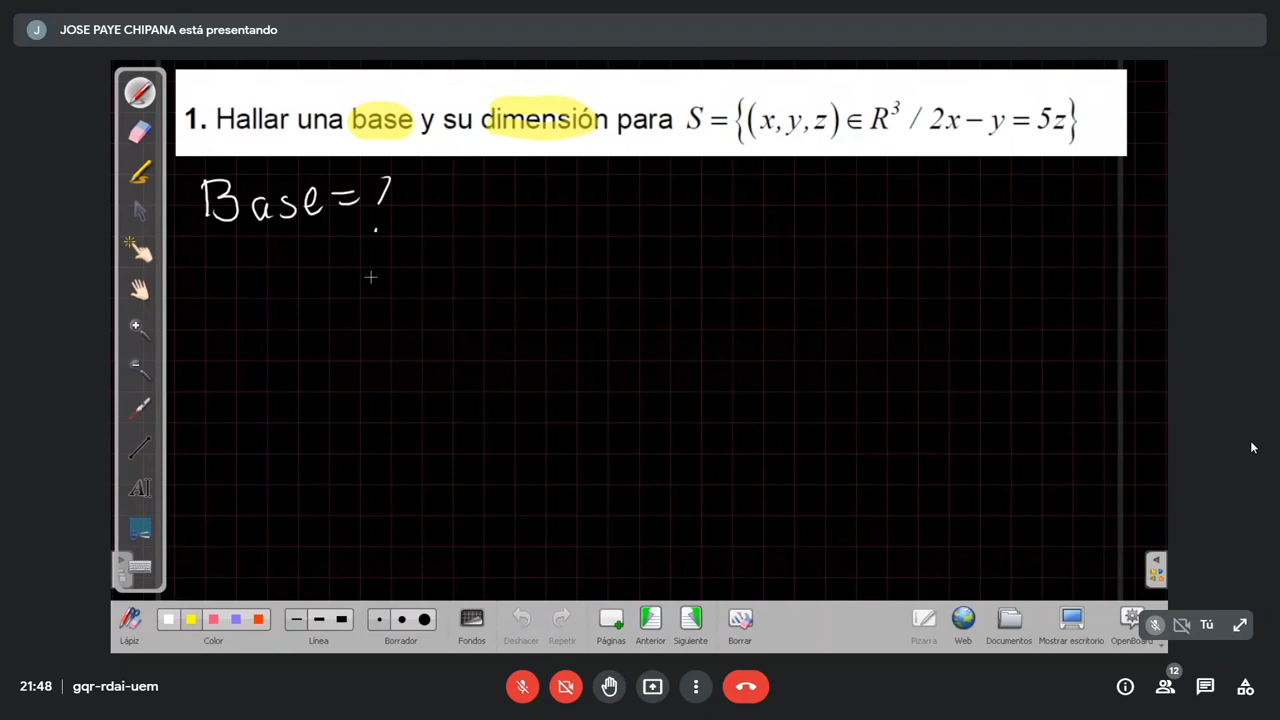 J JOSE PAYE CHIPANA está presentando
1. Hallar una base y su dimensión para S = {(x, y, z) ∈ R³ / 2x − y = 5z}
Base = ?
AI
Lápiz Color Línea Borrador Fondos Deshacer Repetir Páginas Anterior Siguiente Borrar Pizarra Web Documentos Mostrar escritorio OpenBoard
Tú
12
21:48 | gqr-rdai-uem